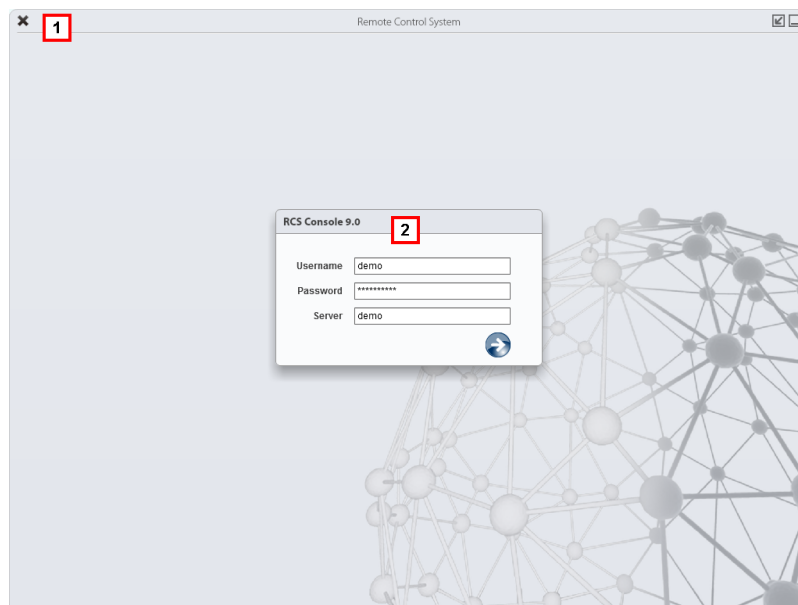 1
Remote Control System
RCS Console 9.0
2
Username demo
Password **********
Server demo